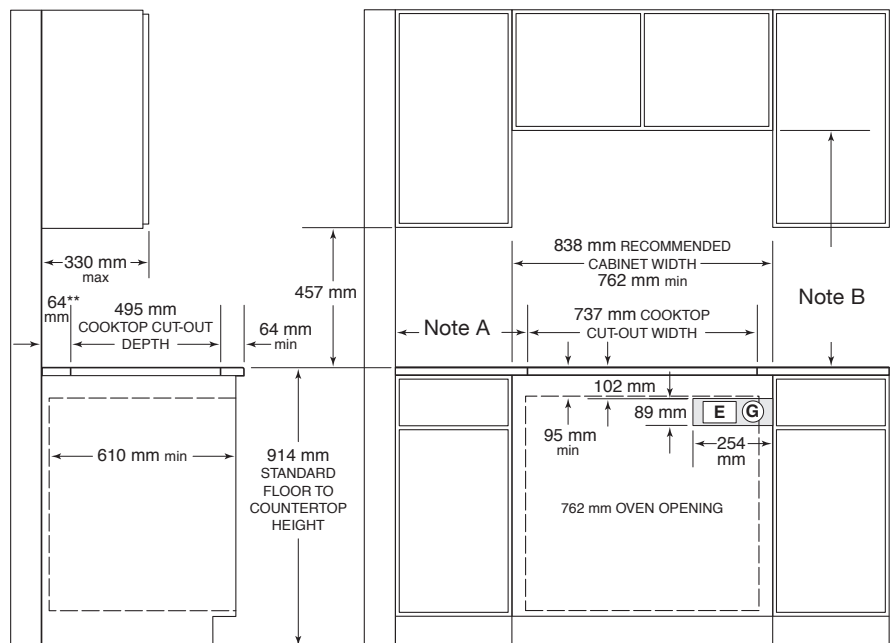 330 mm
max
64**
mm
495 mm
COOKTOP CUT-OUT
DEPTH
64 mm
min
457 mm
838 mm RECOMMENDED
CABINET WIDTH
762 mm min
Note A
737 mm COOKTOP
CUT-OUT WIDTH
Note B
102 mm
89 mm
E
G
95 mm
min
254
mm
610 mm min
914 mm
STANDARD
FLOOR TO
COUNTERTOP
HEIGHT
762 mm OVEN OPENING